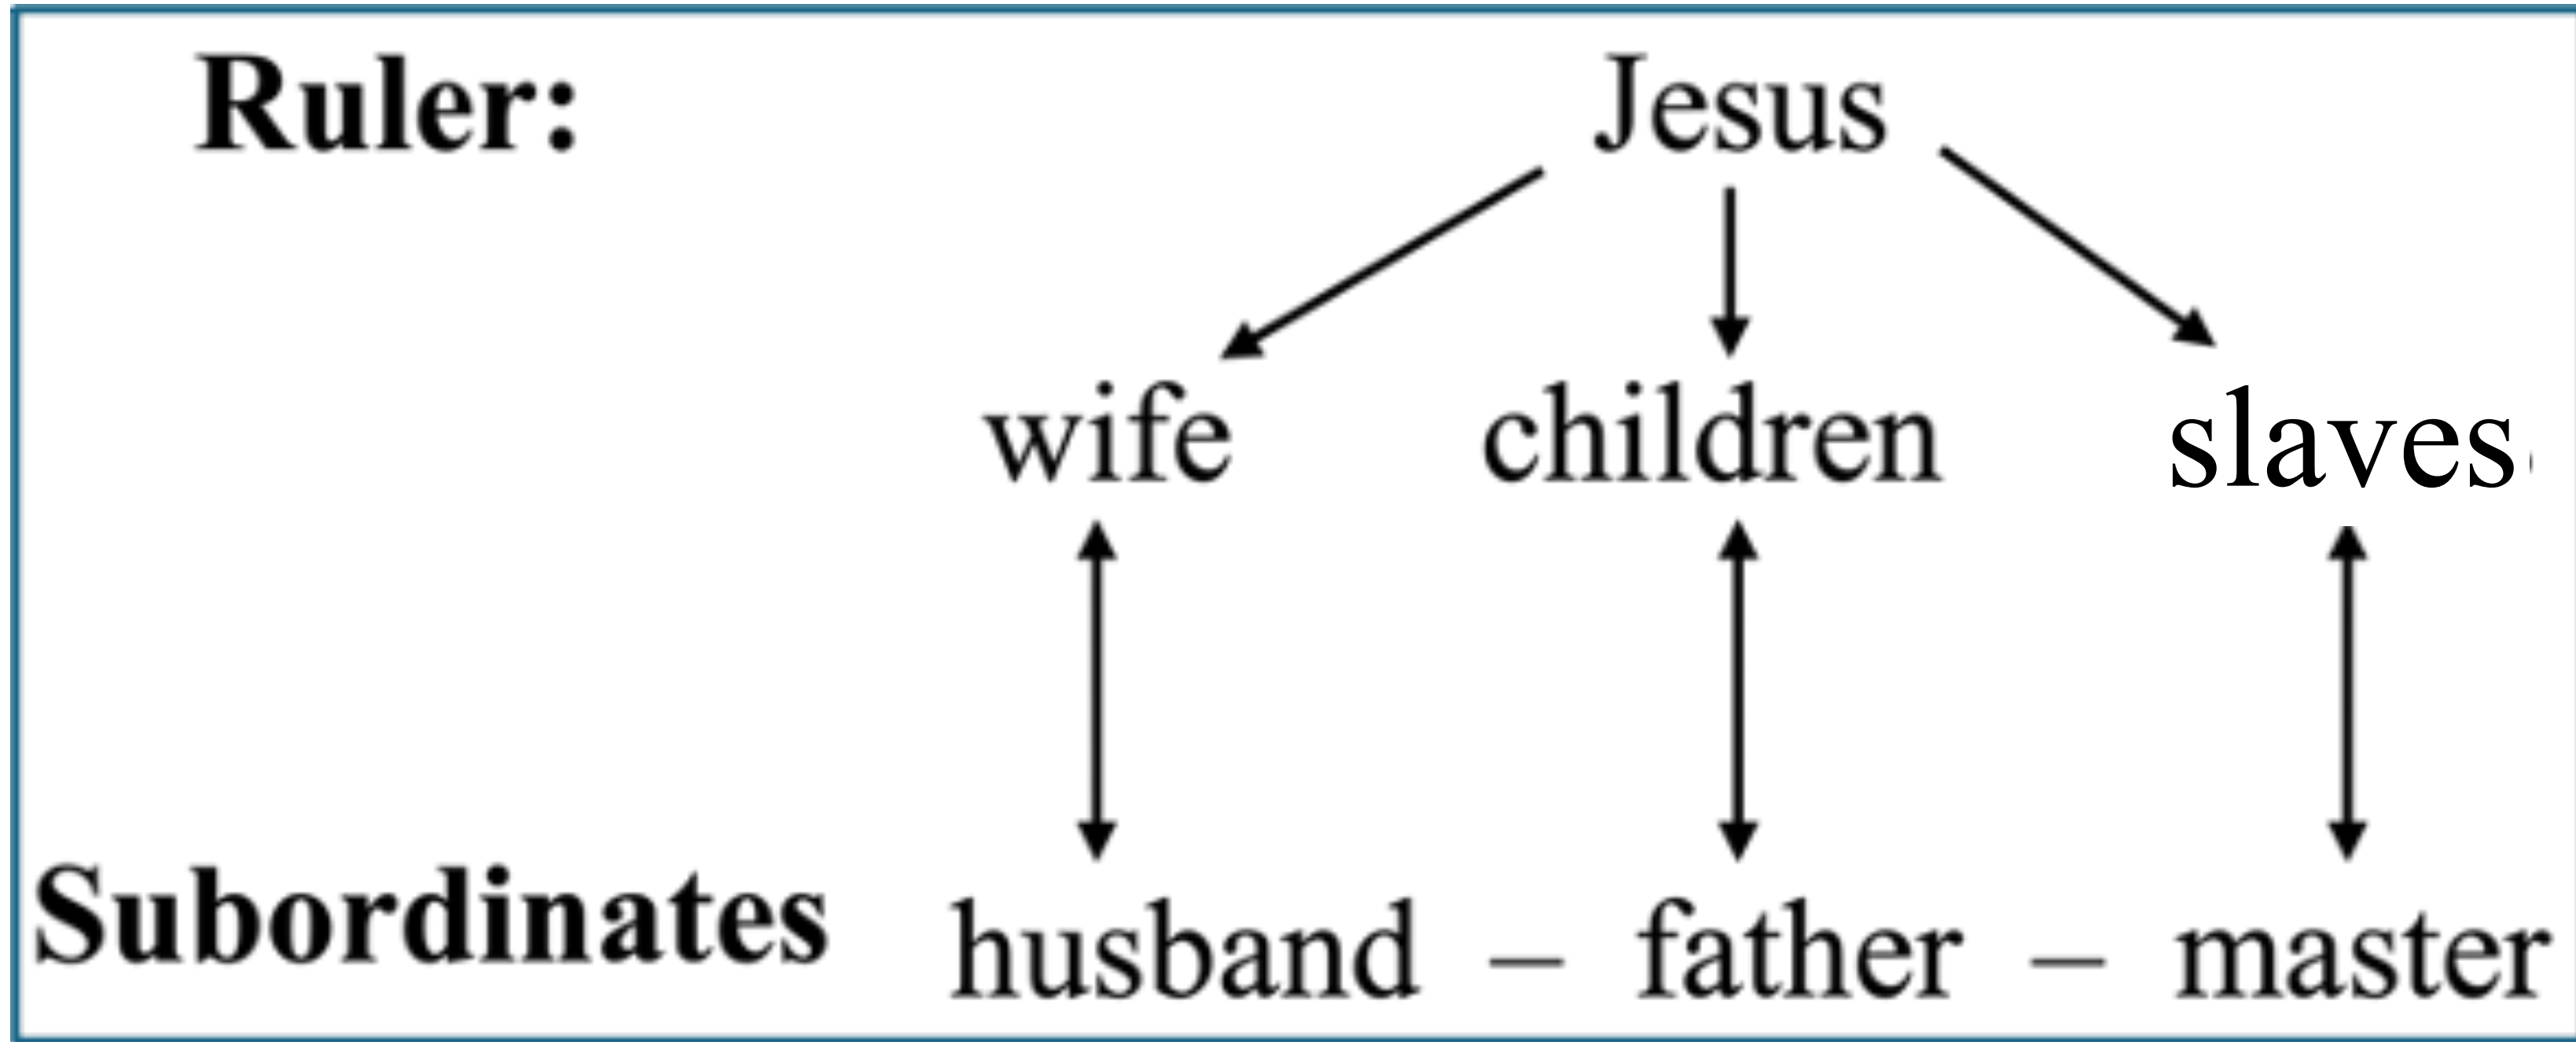 Ruler: Jesus
wife children slaves
Subordinates husband – father – master